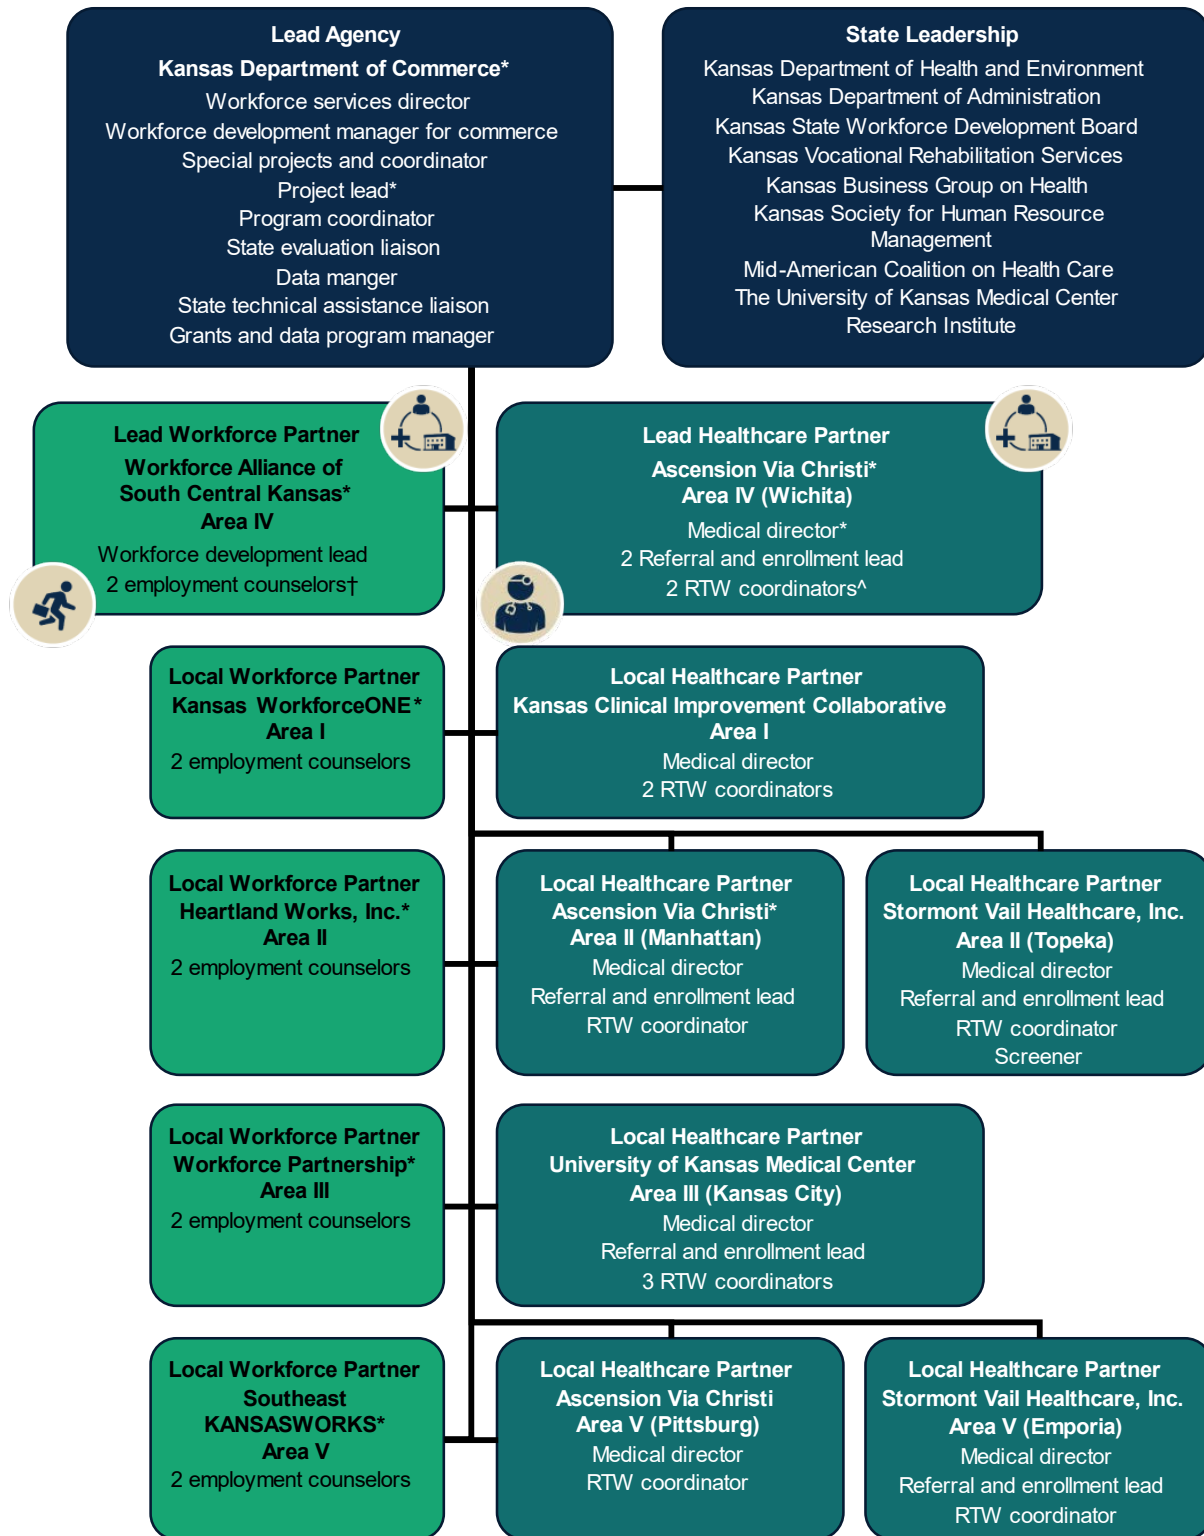 Lead Agency
Kansas Department of Commerce*
Workforce services director
Workforce development manager for commerce
Special projects and coordinator
Project lead*
Program coordinator
State evaluation liaison
Data manger
State technical assistance liaison
Grants and data program manager
State Leadership
Kansas Department of Health and Environment
Kansas Department of Administration
Kansas State Workforce Development Board
Kansas Vocational Rehabilitation Services
Kansas Business Group on Health
Kansas Society for Human Resource
Management
Mid-American Coalition on Health Care
The University of Kansas Medical Center
Research Institute
Lead Workforce Partner
Workforce Alliance of
South Central Kansas*
Area IV
Workforce development lead
2 employment counselors†
Lead Healthcare Partner
Ascension Via Christi*
Area IV (Wichita)
Medical director*
2 Referral and enrollment lead
2 RTW coordinators^
Local Workforce Partner
Kansas WorkforceONE*
Area I
2 employment counselors
Local Healthcare Partner
Kansas Clinical Improvement Collaborative
Area I
Medical director
2 RTW coordinators
Local Workforce Partner
Heartland Works, Inc.*
Area II
2 employment counselors
Local Healthcare Partner
Ascension Via Christi*
Area II (Manhattan)
Medical director
Referral and enrollment lead
RTW coordinator
Local Healthcare Partner
Stormont Vail Healthcare, Inc.
Area II (Topeka)
Medical director
Referral and enrollment lead
RTW coordinator
Screener
Local Workforce Partner
Workforce Partnership*
Area III
2 employment counselors
Local Healthcare Partner
University of Kansas Medical Center
Area III (Kansas City)
Medical director
Referral and enrollment lead
3 RTW coordinators
Local Workforce Partner
Southeast
KANSASWORKS*
Area V
2 employment counselors
Local Healthcare Partner
Ascension Via Christi
Area V (Pittsburg)
Medical director
RTW coordinator
Local Healthcare Partner
Stormont Vail Healthcare, Inc.
Area V (Emporia)
Medical director
Referral and enrollment lead
RTW coordinator